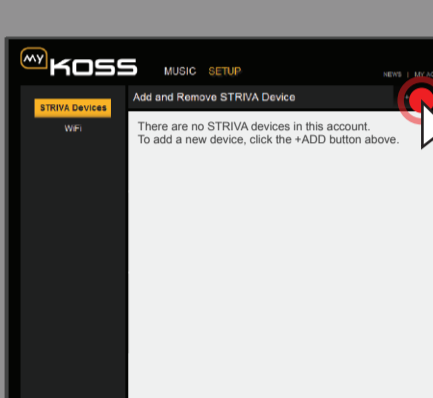 MY KOSS
MUSIC SETUP
NEWS | MY
STRIVA Devices
WiFi
Add and Remove STRIVA Device
There are no STRIVA devices in this account.
To add a new device, click the +ADD button above.